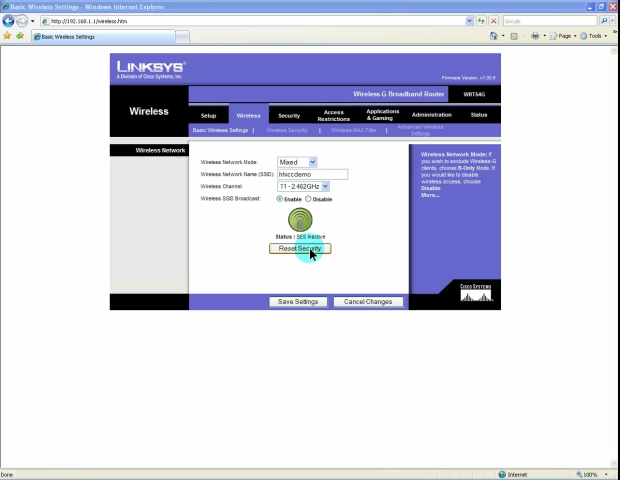 Basic Wireless Settings - Windows Internet Explorer
http://192.168.1.1/wireless.htm
Google
Basic Wireless Settings
Page
Tools
LINKSYS®
A Division of Cisco Systems, Inc.
Firmware Version: v1.00.9
Wireless-G Broadband Router WRT54G
Wireless
Setup Wireless Security Access Restrictions Applications & Gaming Administration Status
Basic Wireless Settings | Wireless Security | Wireless MAC Filter | Advanced Wireless Settings
Wireless Network
Wireless Network Mode: Mixed
Wireless Network Name (SSID): hhiccdemo
Wireless Channel: 11 - 2.462GHz
Wireless SSID Broadcast: Enable Disable
Status : SES Inactive
Reset Security
Wireless Network Mode: If
you wish to exclude Wireless-G
clients, choose B-Only Mode. If
you would like to disable
wireless access, choose
Disable.
More...
CISCO SYSTEMS
Save Settings Cancel Changes
Done
Internet
100%